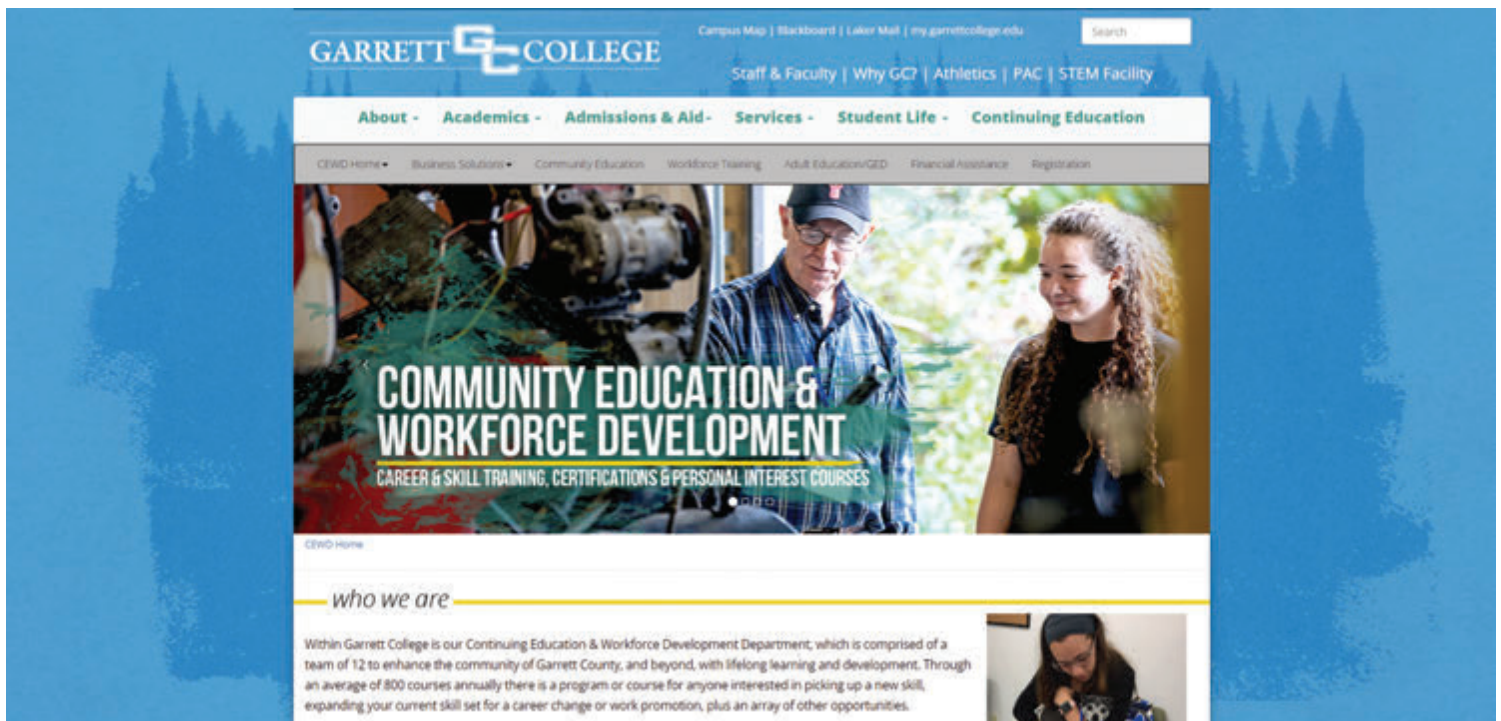 GARRETT GC COLLEGE
Campus Map | Blackboard | Laker Mail | my.garrettcollege.edu
Search
Staff & Faculty | Why GC? | Athletics | PAC | STEM Facility
About - Academics - Admissions & Aid- Services - Student Life - Continuing Education
CEWD Home Business Solutions Community Education Workforce Training Adult Education/GED Financial Assistance Registration
COMMUNITY EDUCATION &
WORKFORCE DEVELOPMENT
CAREER & SKILL TRAINING, CERTIFICATIONS & PERSONAL INTEREST COURSES
CEWD Home
who we are
Within Garrett College is our Continuing Education & Workforce Development Department, which is comprised of a
team of 12 to enhance the community of Garrett County, and beyond, with lifelong learning and development. Through
an average of 800 courses annually there is a program or course for anyone interested in picking up a new skill,
expanding your current skill set for a career change or work promotion, plus an array of other opportunities.